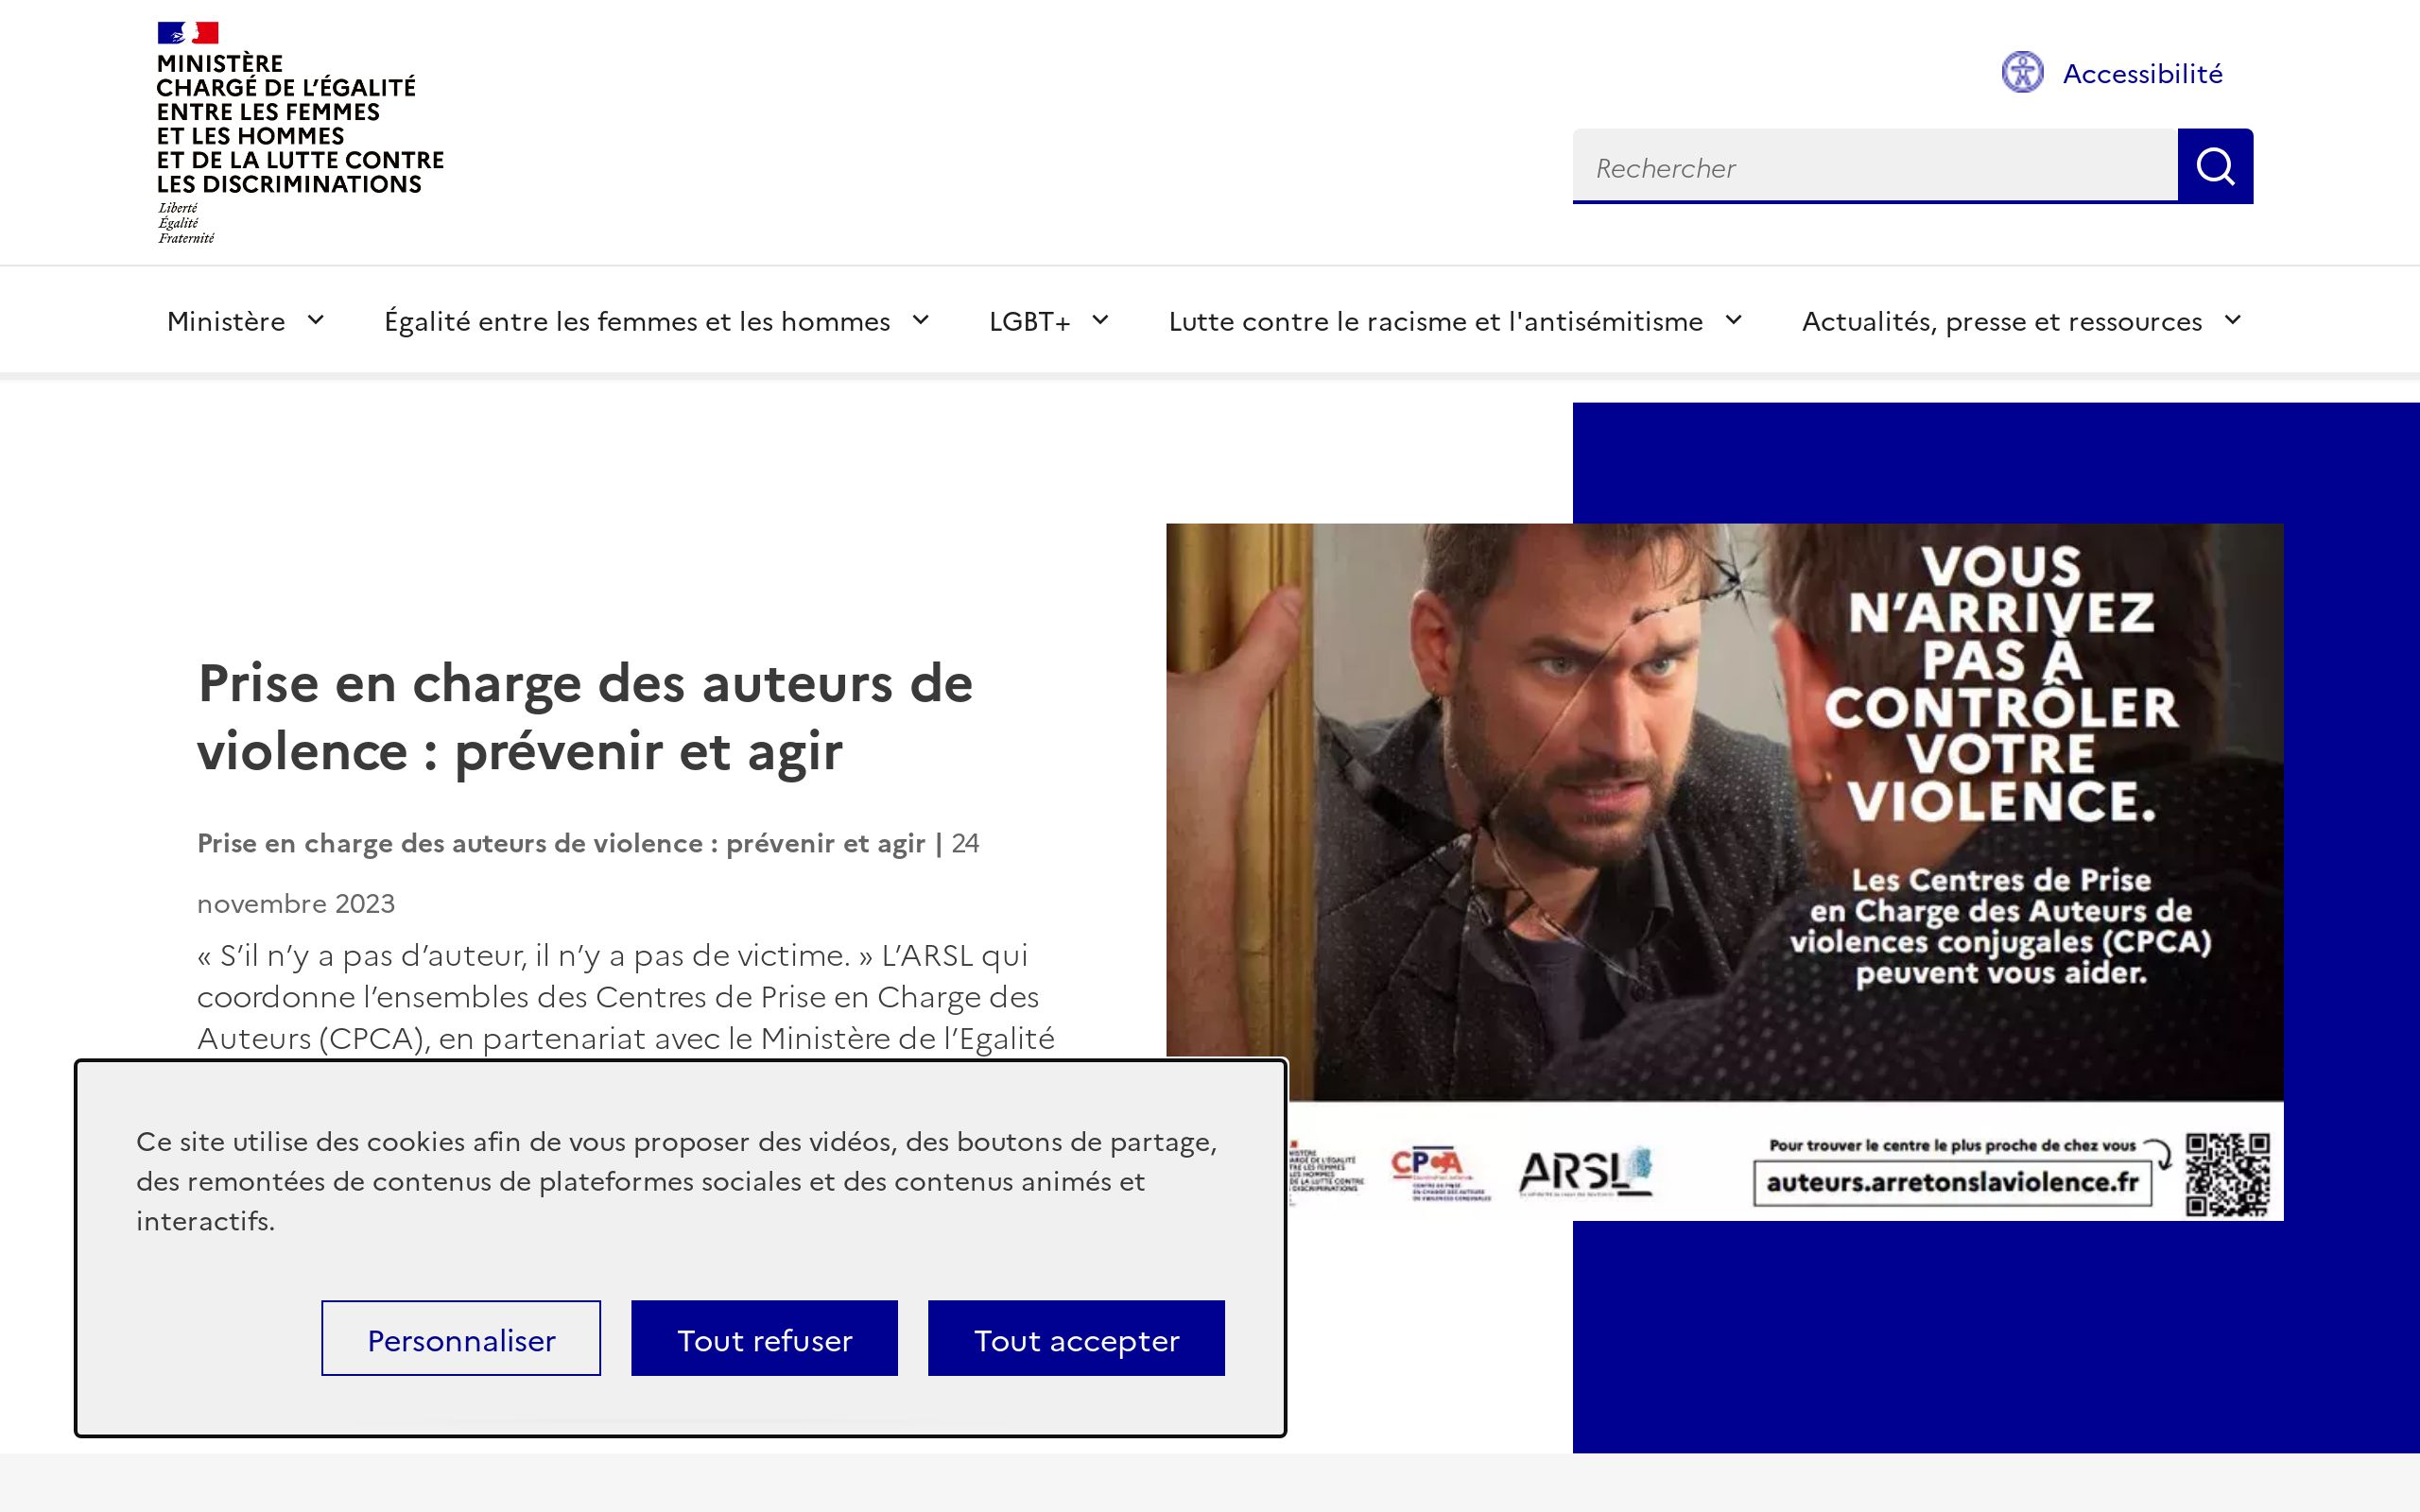 MINISTÈRE
CHARGÉ DE L'ÉGALITÉ
ENTRE LES FEMMES
ET LES HOMMES
ET DE LA LUTTE CONTRE
LES DISCRIMINATIONS
Liberté
Égalité
Fraternité
Accessibilité
Rechercher
Ministère
Égalité entre les femmes et les hommes
LGBT+
Lutte contre le racisme et l'antisémitisme
Actualités, presse et ressources
Prise en charge des auteurs de
violence : prévenir et agir
Prise en charge des auteurs de violence : prévenir et agir | 24
novembre 2023
« S’il n’y a pas d’auteur, il n’y a pas de victime. » L’ARSL qui
coordonne l’ensembles des Centres de Prise en Charge des
Auteurs (CPCA), en partenariat avec le Ministère de l’Egalité
VOUS
N’ARRIVEZ
PAS À
CONTRÔLER
VOTRE
VIOLENCE.
Les Centres de Prise
en Charge des Auteurs de
violences conjugales (CPCA)
peuvent vous aider.
CPCA
ARSL
Pour trouver le centre le plus proche de chez vous
auteurs.arretonslaviolence.fr
Ce site utilise des cookies afin de vous proposer des vidéos, des boutons de partage,
des remontées de contenus de plateformes sociales et des contenus animés et
interactifs.
Personnaliser
Tout refuser
Tout accepter